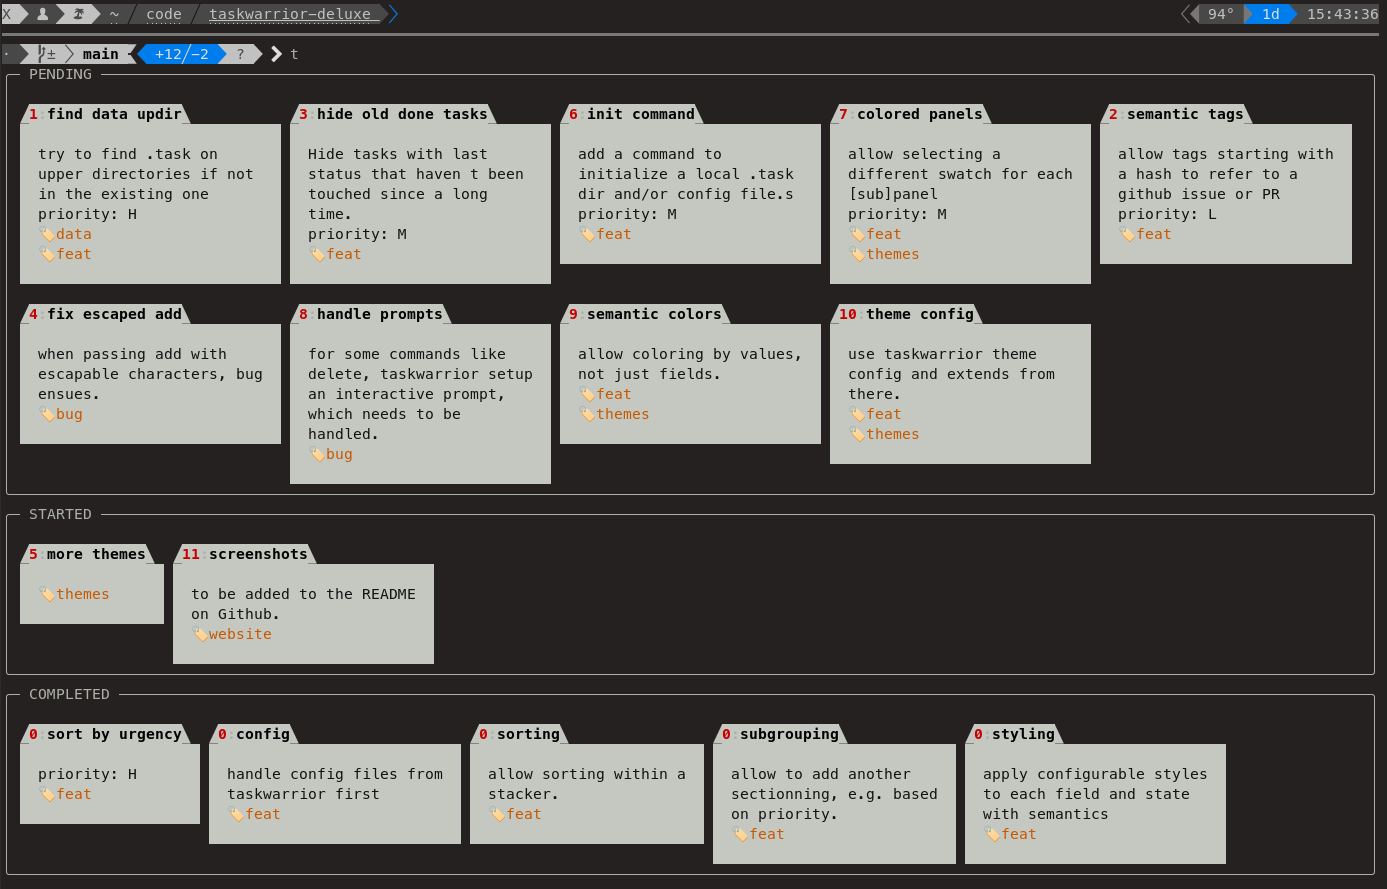 X ~ code taskwarrior-deluxe 94° 1d 15:43:36
· ± main +12/−2 ? t
PENDING
1:find data updir 3:hide old done tasks 6:init command 7:colored panels 2:semantic tags
try to find .task on Hide tasks with last add a command to allow selecting a allow tags starting with
upper directories if not status that haven t been initialize a local .task different swatch for each a hash to refer to a
in the existing one touched since a long dir and/or config file.s [sub]panel github issue or PR
priority: H time. priority: M priority: M priority: L
data priority: M feat feat feat
feat feat themes
4:fix escaped add 8:handle prompts 9:semantic colors 10:theme config
when passing add with for some commands like allow coloring by values, use taskwarrior theme
escapable characters, bug delete, taskwarrior setup not just fields. config and extends from
ensues. an interactive prompt, feat there.
bug which needs to be themes feat
handled. themes
bug
STARTED
5:more themes 11:screenshots
themes to be added to the README
on Github.
website
COMPLETED
0:sort by urgency 0:config 0:sorting 0:subgrouping 0:styling
priority: H handle config files from allow sorting within a allow to add another apply configurable styles
feat taskwarrior first stacker. sectionning, e.g. based to each field and state
feat feat on priority. with semantics
feat feat